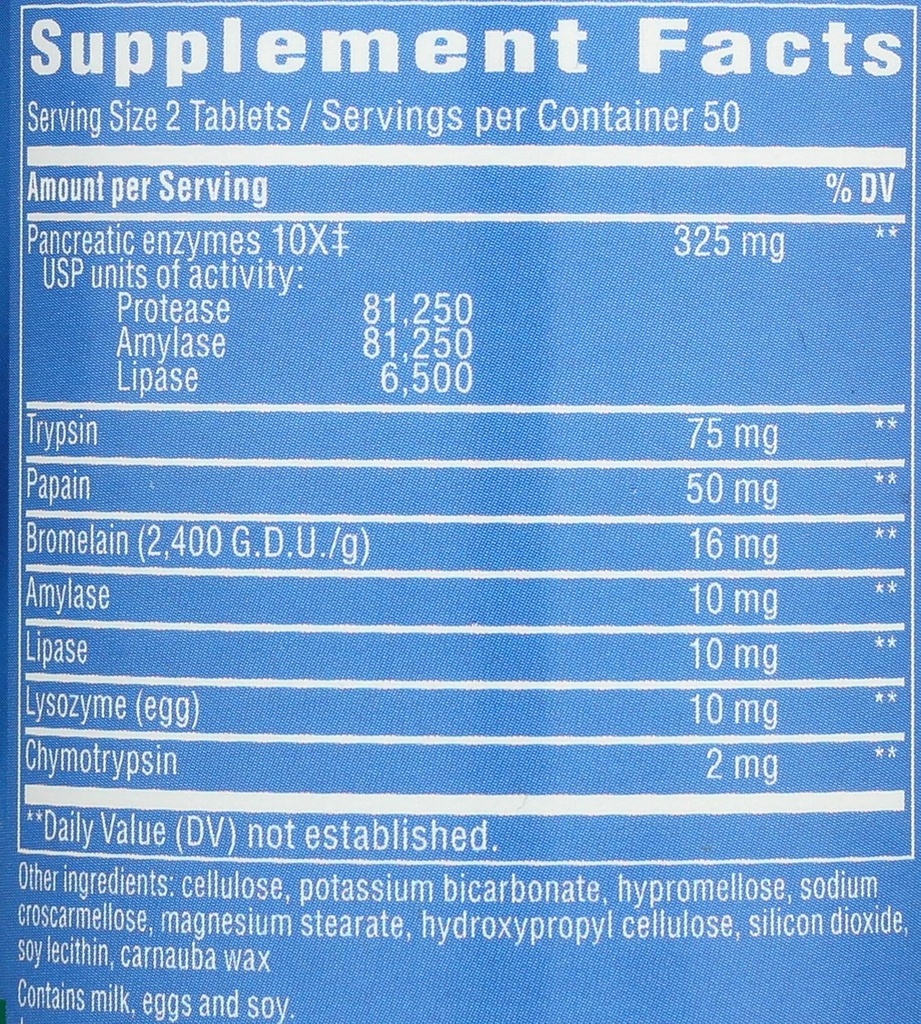 Supplement Facts
Serving Size 2 Tablets / Servings per Container 50
Amount per Serving % DV
Pancreatic enzymes 10X‡ 325 mg **
USP units of activity:
Protease 81,250
Amylase 81,250
Lipase 6,500
Trypsin 75 mg **
Papain 50 mg **
Bromelain (2,400 G.D.U./g) 16 mg **
Amylase 10 mg **
Lipase 10 mg **
Lysozyme (egg) 10 mg **
Chymotrypsin 2 mg **
**Daily Value (DV) not established.
Other ingredients: cellulose, potassium bicarbonate, hypromellose, sodium
croscarmellose, magnesium stearate, hydroxypropyl cellulose, silicon dioxide,
soy lecithin, carnauba wax
Contains milk, eggs and soy.